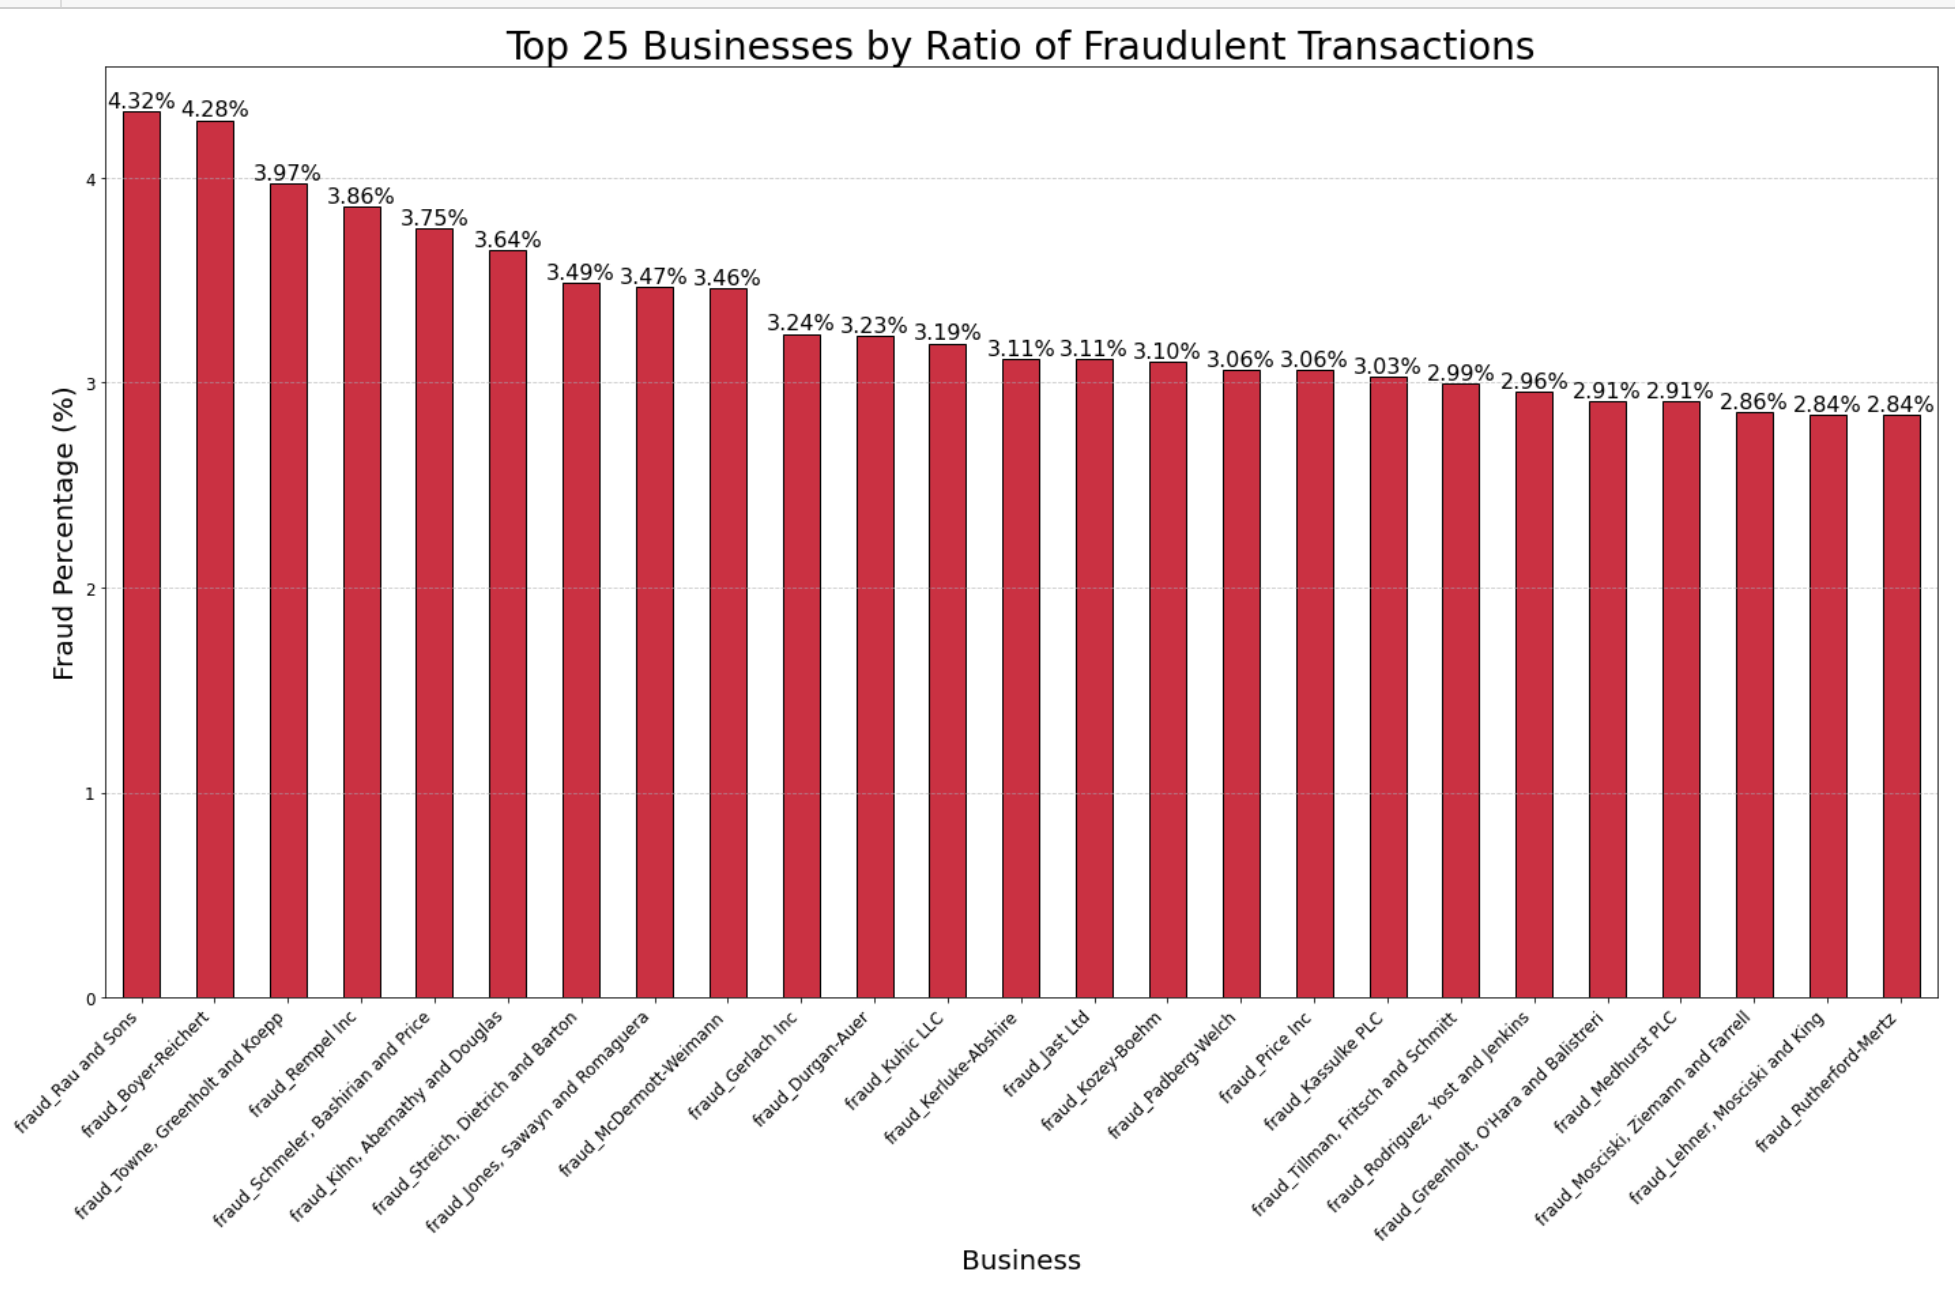 Top 25 Businesses by Ratio of Fraudulent Transactions
4.32%
4.28%
3.97%
3.86%
3.75%
3.64%
3.49%
3.47%
3.46%
3.24%
3.23%
3.19%
3.11%
3.11%
3.10%
3.06%
3.06%
3.03%
2.99%
2.96%
2.91%
2.91%
2.86%
2.84%
2.84%
Fraud Percentage (%)
4
3
2
1
0
fraud_Rau and Sons
fraud_Boyer-Reichert
fraud_Towne, Greenholt and Koepp
fraud_Rempel Inc
fraud_Schmeler, Bashirian and Price
fraud_Kihn, Abernathy and Douglas
fraud_Streich, Dietrich and Barton
fraud_Jones, Sawayn and Romaguera
fraud_McDermott-Weimann
fraud_Gerlach Inc
fraud_Durgan-Auer
fraud_Kuhic LLC
fraud_Kerluke-Abshire
fraud_Jast Ltd
fraud_Kozey-Boehm
fraud_Padberg-Welch
fraud_Price Inc
fraud_Kassulke PLC
fraud_Tillman, Fritsch and Schmitt
fraud_Rodriguez, Yost and Jenkins
fraud_Greenholt, O'Hara and Balistreri
fraud_Medhurst PLC
fraud_Mosciski, Ziemann and Farrell
fraud_Lehner, Mosciski and King
fraud_Rutherford-Mertz
Business